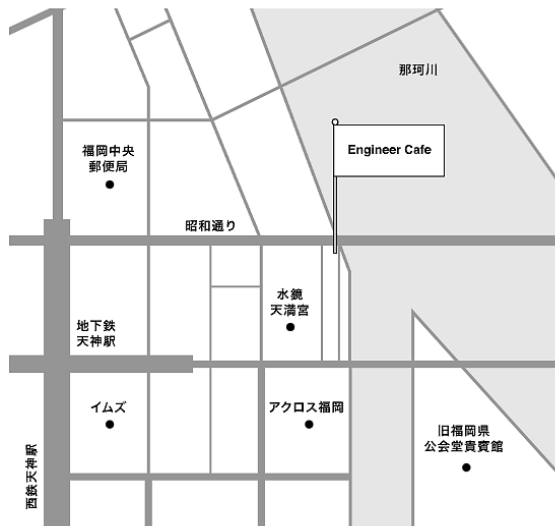 那珂川
Engineer Cafe
福岡中央
郵便局
昭和通り
水鏡
天満宮
地下鉄
天神駅
イムズ
アクロス福岡
旧福岡県
公会堂貴賓館
西鉄天神駅